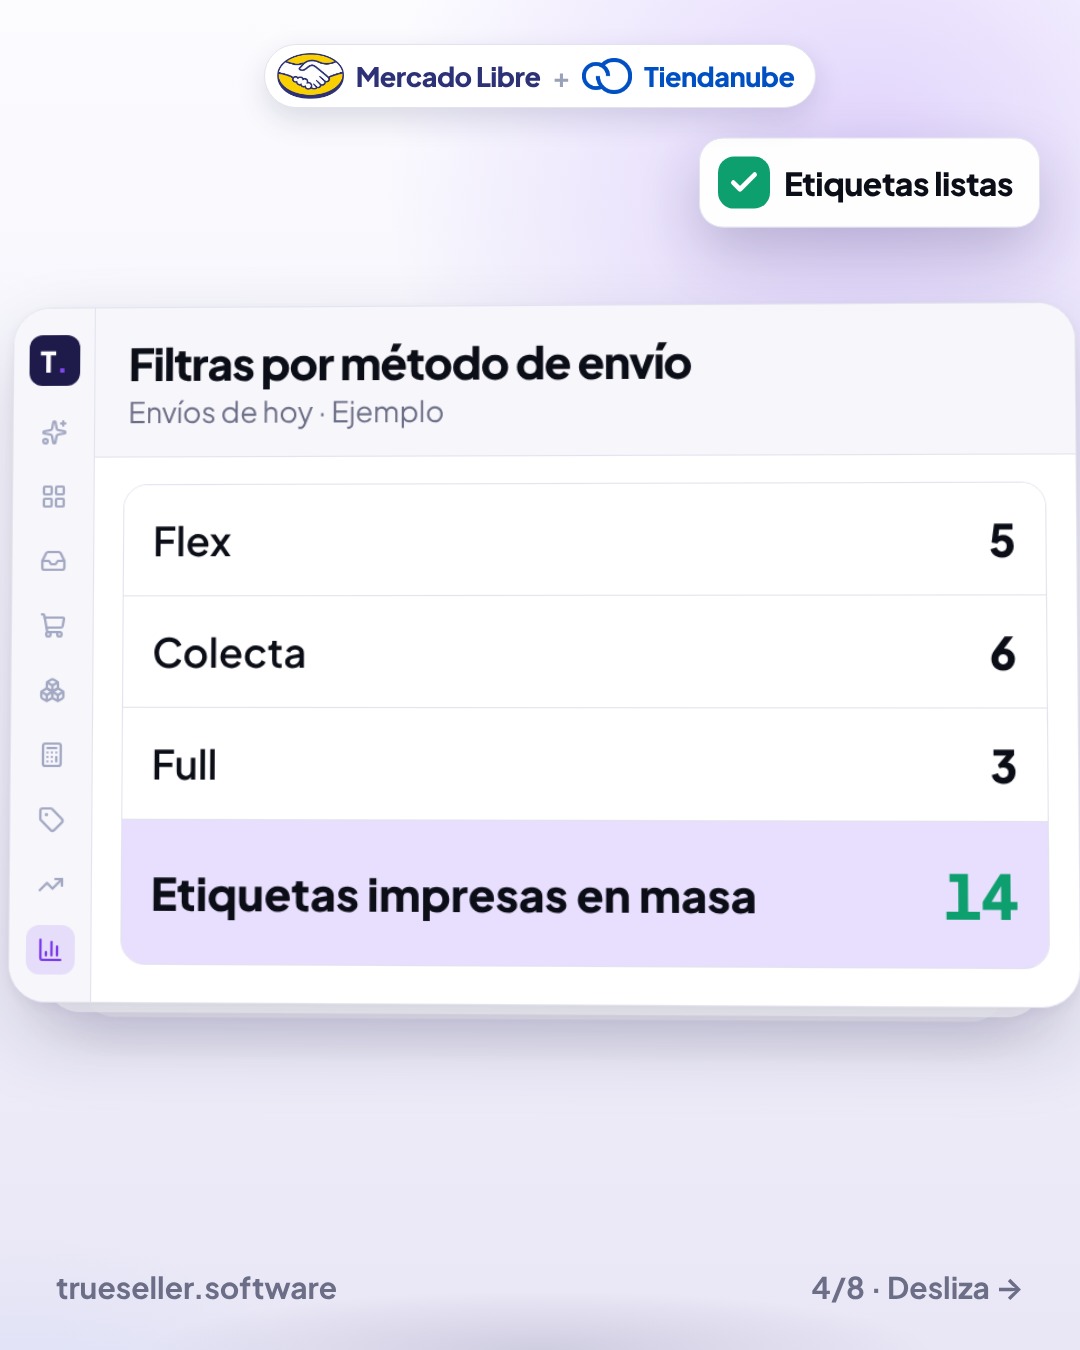 Mercado Libre + Tiendanube
Etiquetas listas
T.
Filtras por método de envío
Envíos de hoy · Ejemplo
Flex 5
Colecta 6
Full 3
Etiquetas impresas en masa 14
trueseller.software
4/8 · Desliza →